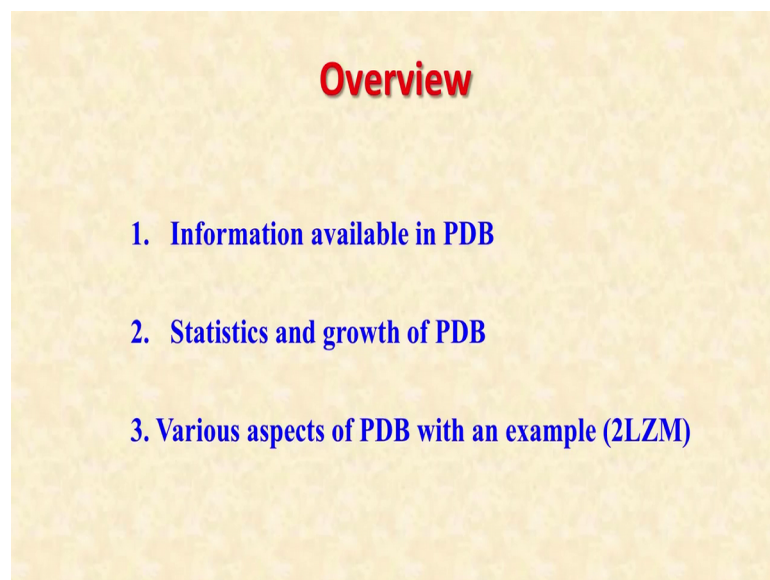 Overview
1. Information available in PDB
2. Statistics and growth of PDB
3. Various aspects of PDB with an example (2LZM)